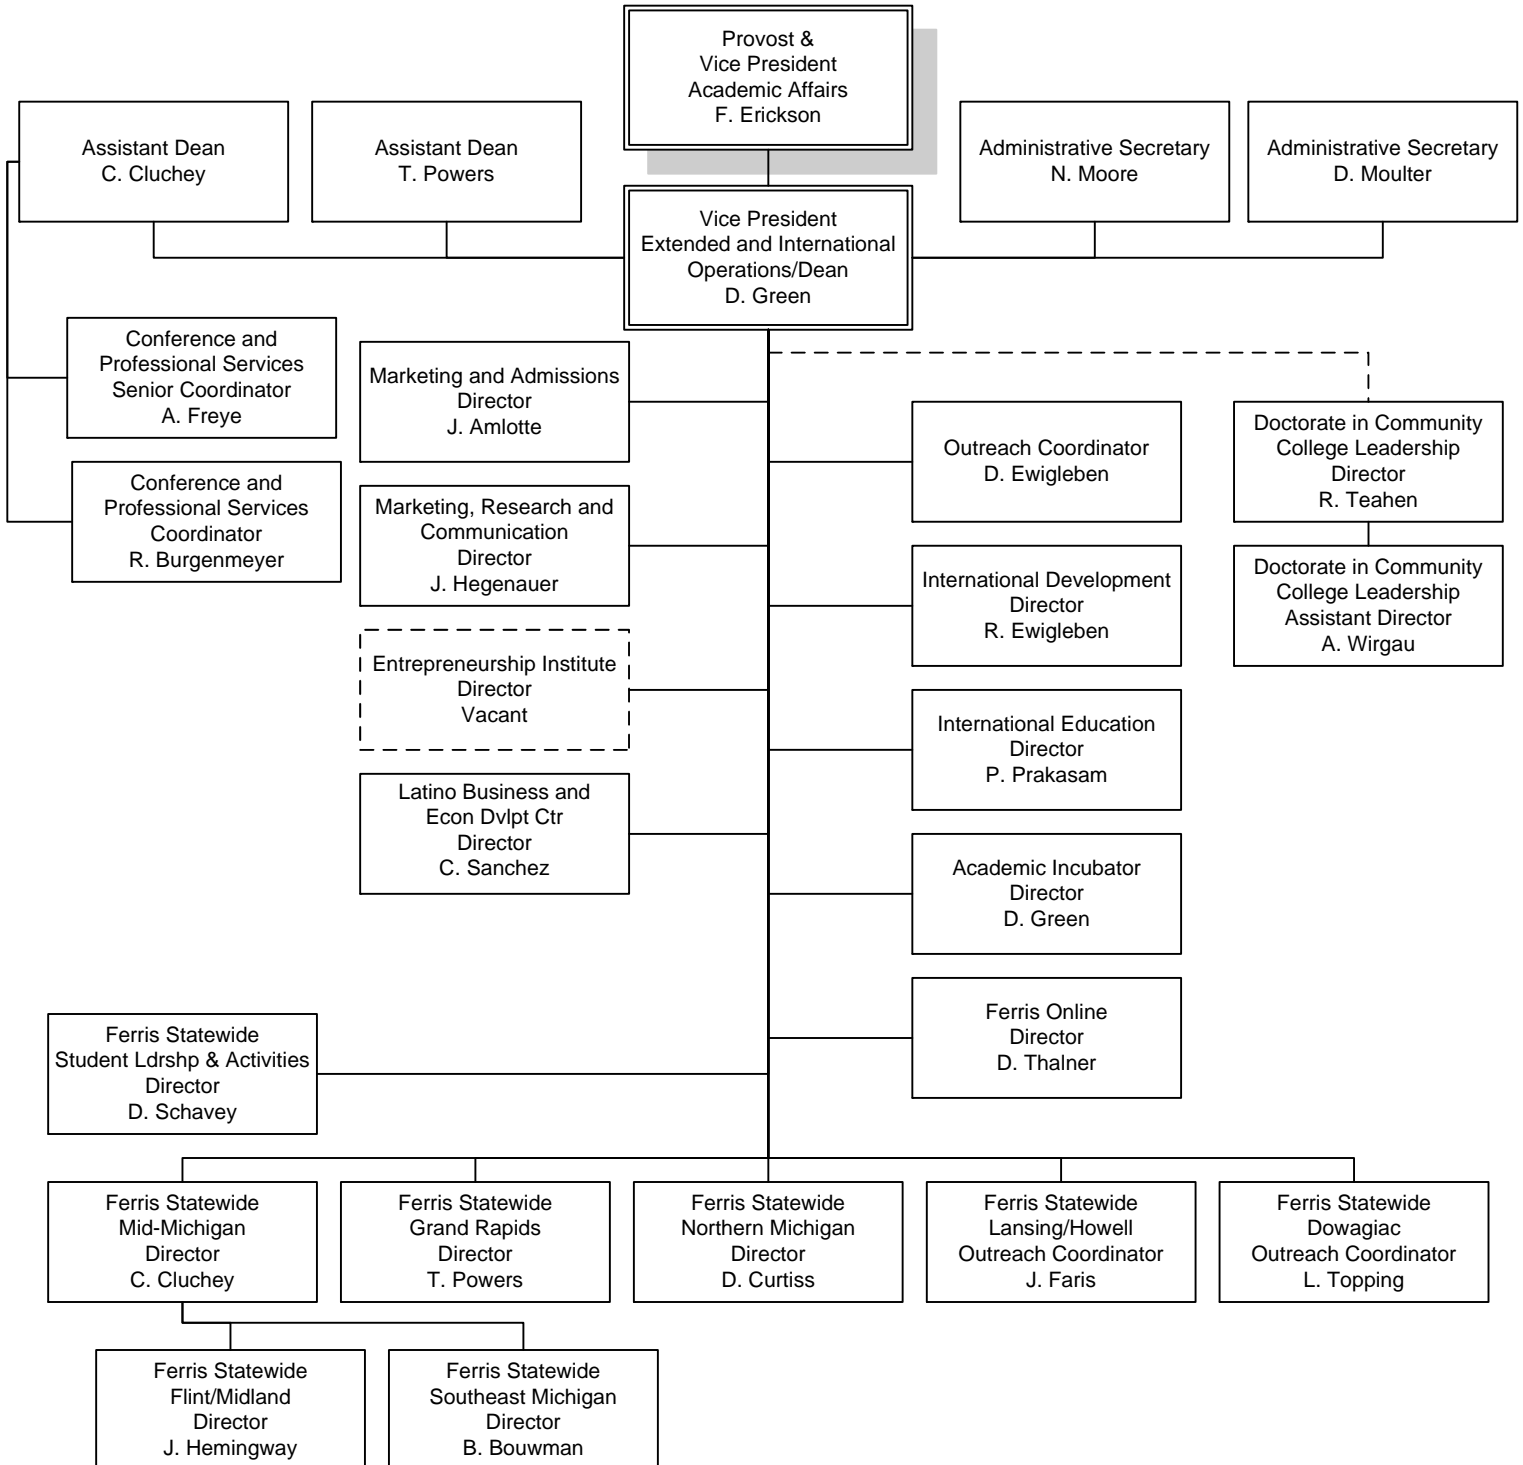 Provost &
Vice President
Academic Affairs
F. Erickson
Assistant Dean
C. Cluchey
Assistant Dean
T. Powers
Administrative Secretary
N. Moore
Administrative Secretary
D. Moulter
Vice President
Extended and International
Operations/Dean
D. Green
Conference and
Professional Services
Senior Coordinator
A. Freye
Marketing and Admissions
Director
J. Amlotte
Outreach Coordinator
D. Ewigleben
Doctorate in Community
College Leadership
Director
R. Teahen
Conference and
Professional Services
Coordinator
R. Burgenmeyer
Marketing, Research and
Communication
Director
J. Hegenauer
International Development
Director
R. Ewigleben
Doctorate in Community
College Leadership
Assistant Director
A. Wirgau
Entrepreneurship Institute
Director
Vacant
International Education
Director
P. Prakasam
Latino Business and
Econ Dvlpt Ctr
Director
C. Sanchez
Academic Incubator
Director
D. Green
Ferris Online
Director
D. Thalner
Ferris Statewide
Student Ldrshp & Activities
Director
D. Schavey
Ferris Statewide
Mid-Michigan
Director
C. Cluchey
Ferris Statewide
Grand Rapids
Director
T. Powers
Ferris Statewide
Northern Michigan
Director
D. Curtiss
Ferris Statewide
Lansing/Howell
Outreach Coordinator
J. Faris
Ferris Statewide
Dowagiac
Outreach Coordinator
L. Topping
Ferris Statewide
Flint/Midland
Director
J. Hemingway
Ferris Statewide
Southeast Michigan
Director
B. Bouwman